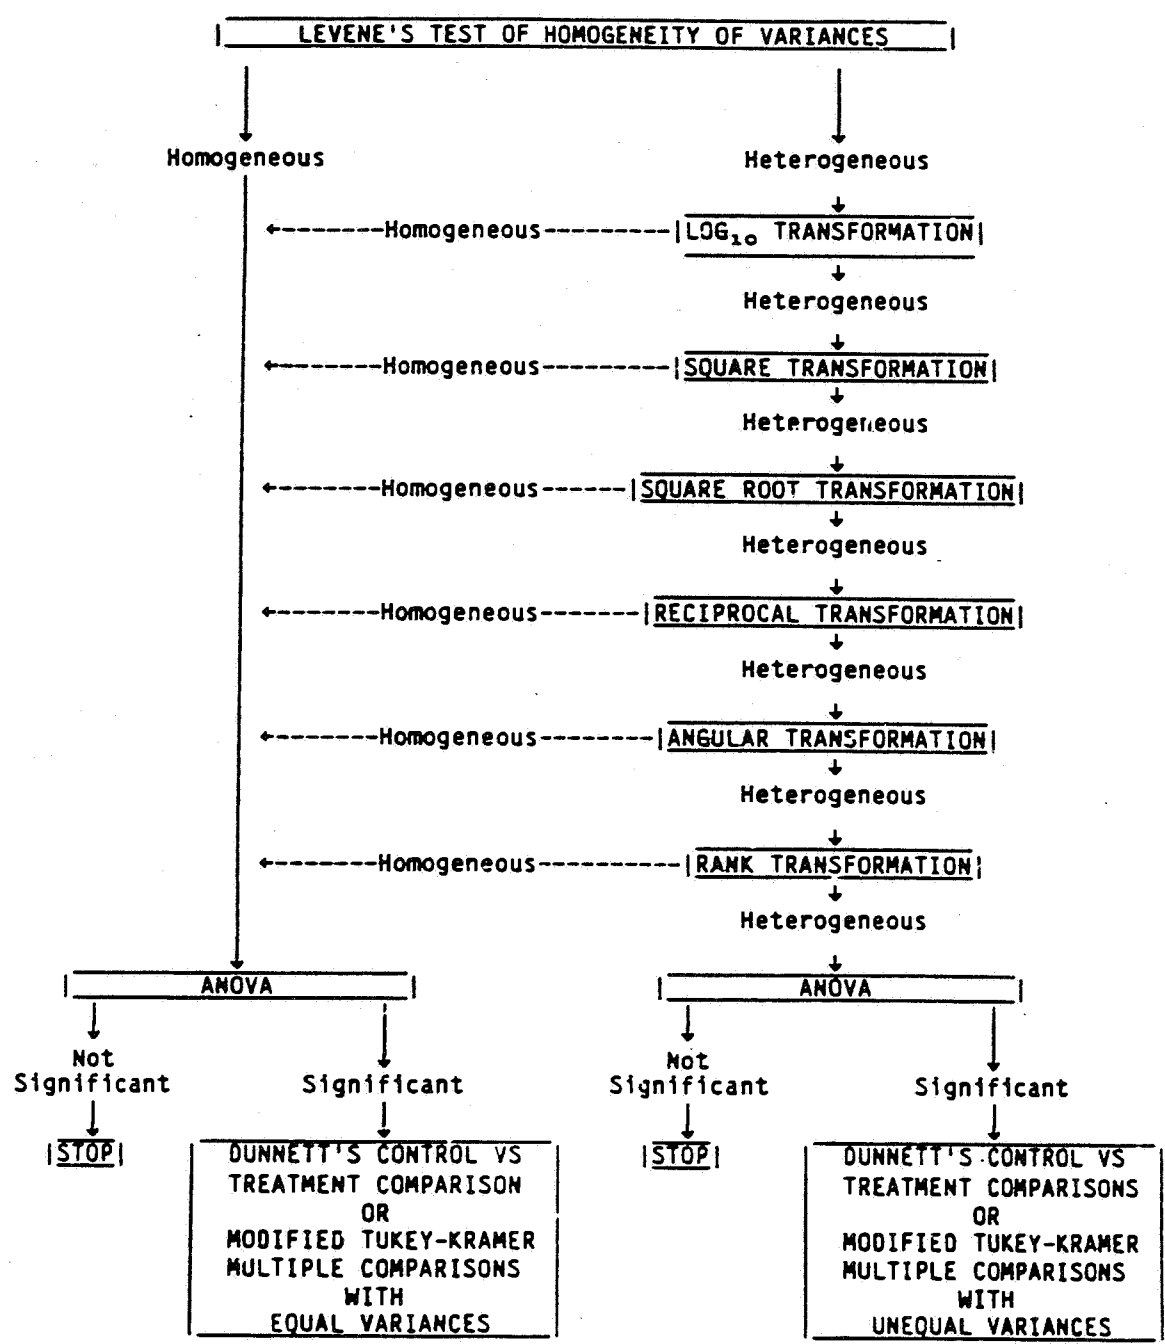 LEVENE'S TEST OF HOMOGENEITY OF VARIANCES
Homogeneous
Heterogeneous
Homogeneous
LOG₁₀ TRANSFORMATION
Heterogeneous
Homogeneous
SQUARE TRANSFORMATION
Heterogeneous
Homogeneous
SQUARE ROOT TRANSFORMATION
Heterogeneous
Homogeneous
RECIPROCAL TRANSFORMATION
Heterogeneous
Homogeneous
ANGULAR TRANSFORMATION
Heterogeneous
Homogeneous
RANK TRANSFORMATION
Heterogeneous
ANOVA
Not
Significant
Significant
STOP
DUNNETT'S CONTROL VS
TREATMENT COMPARISON
OR
MODIFIED TUKEY-KRAMER
MULTIPLE COMPARISONS
WITH
EQUAL VARIANCES
ANOVA
Not
Significant
Significant
STOP
DUNNETT'S CONTROL VS
TREATMENT COMPARISONS
OR
MODIFIED TUKEY-KRAMER
MULTIPLE COMPARISONS
WITH
UNEQUAL VARIANCES